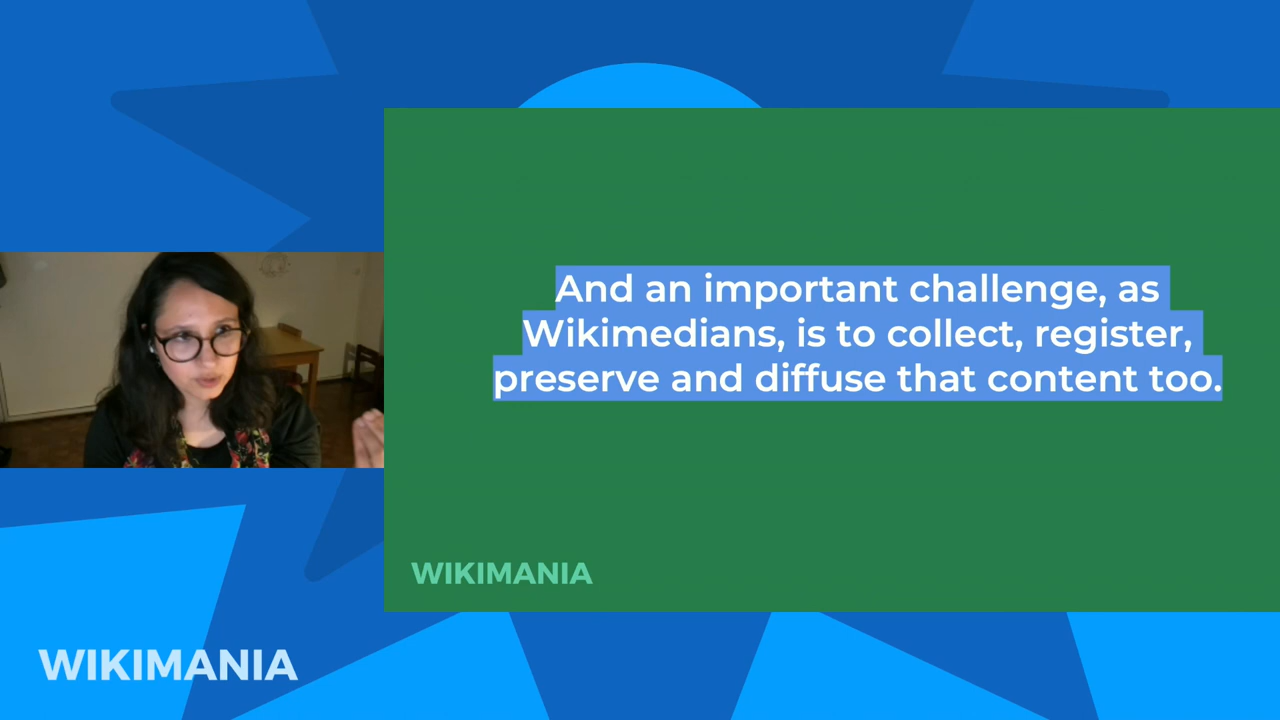 And an important challenge, as
Wikimedians, is to collect, register,
preserve and diffuse that content too.
WIKIMANIA
WIKIMANIA